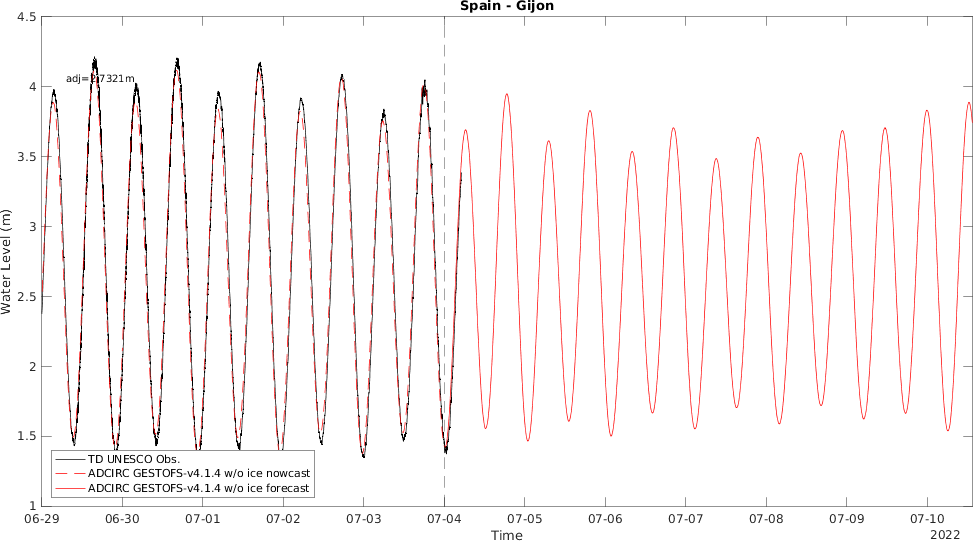 Spain - Gijon
4.5
4
3.5
3
2.5
2
1.5
1
Water Level (m)
adj=2.7321m
TD UNESCO Obs.
ADCIRC GESTOFS-v4.1.4 w/o ice nowcast
ADCIRC GESTOFS-v4.1.4 w/o ice forecast
06-29 06-30 07-01 07-02 07-03 07-04 07-05 07-06 07-07 07-08 07-09 07-10
Time
2022